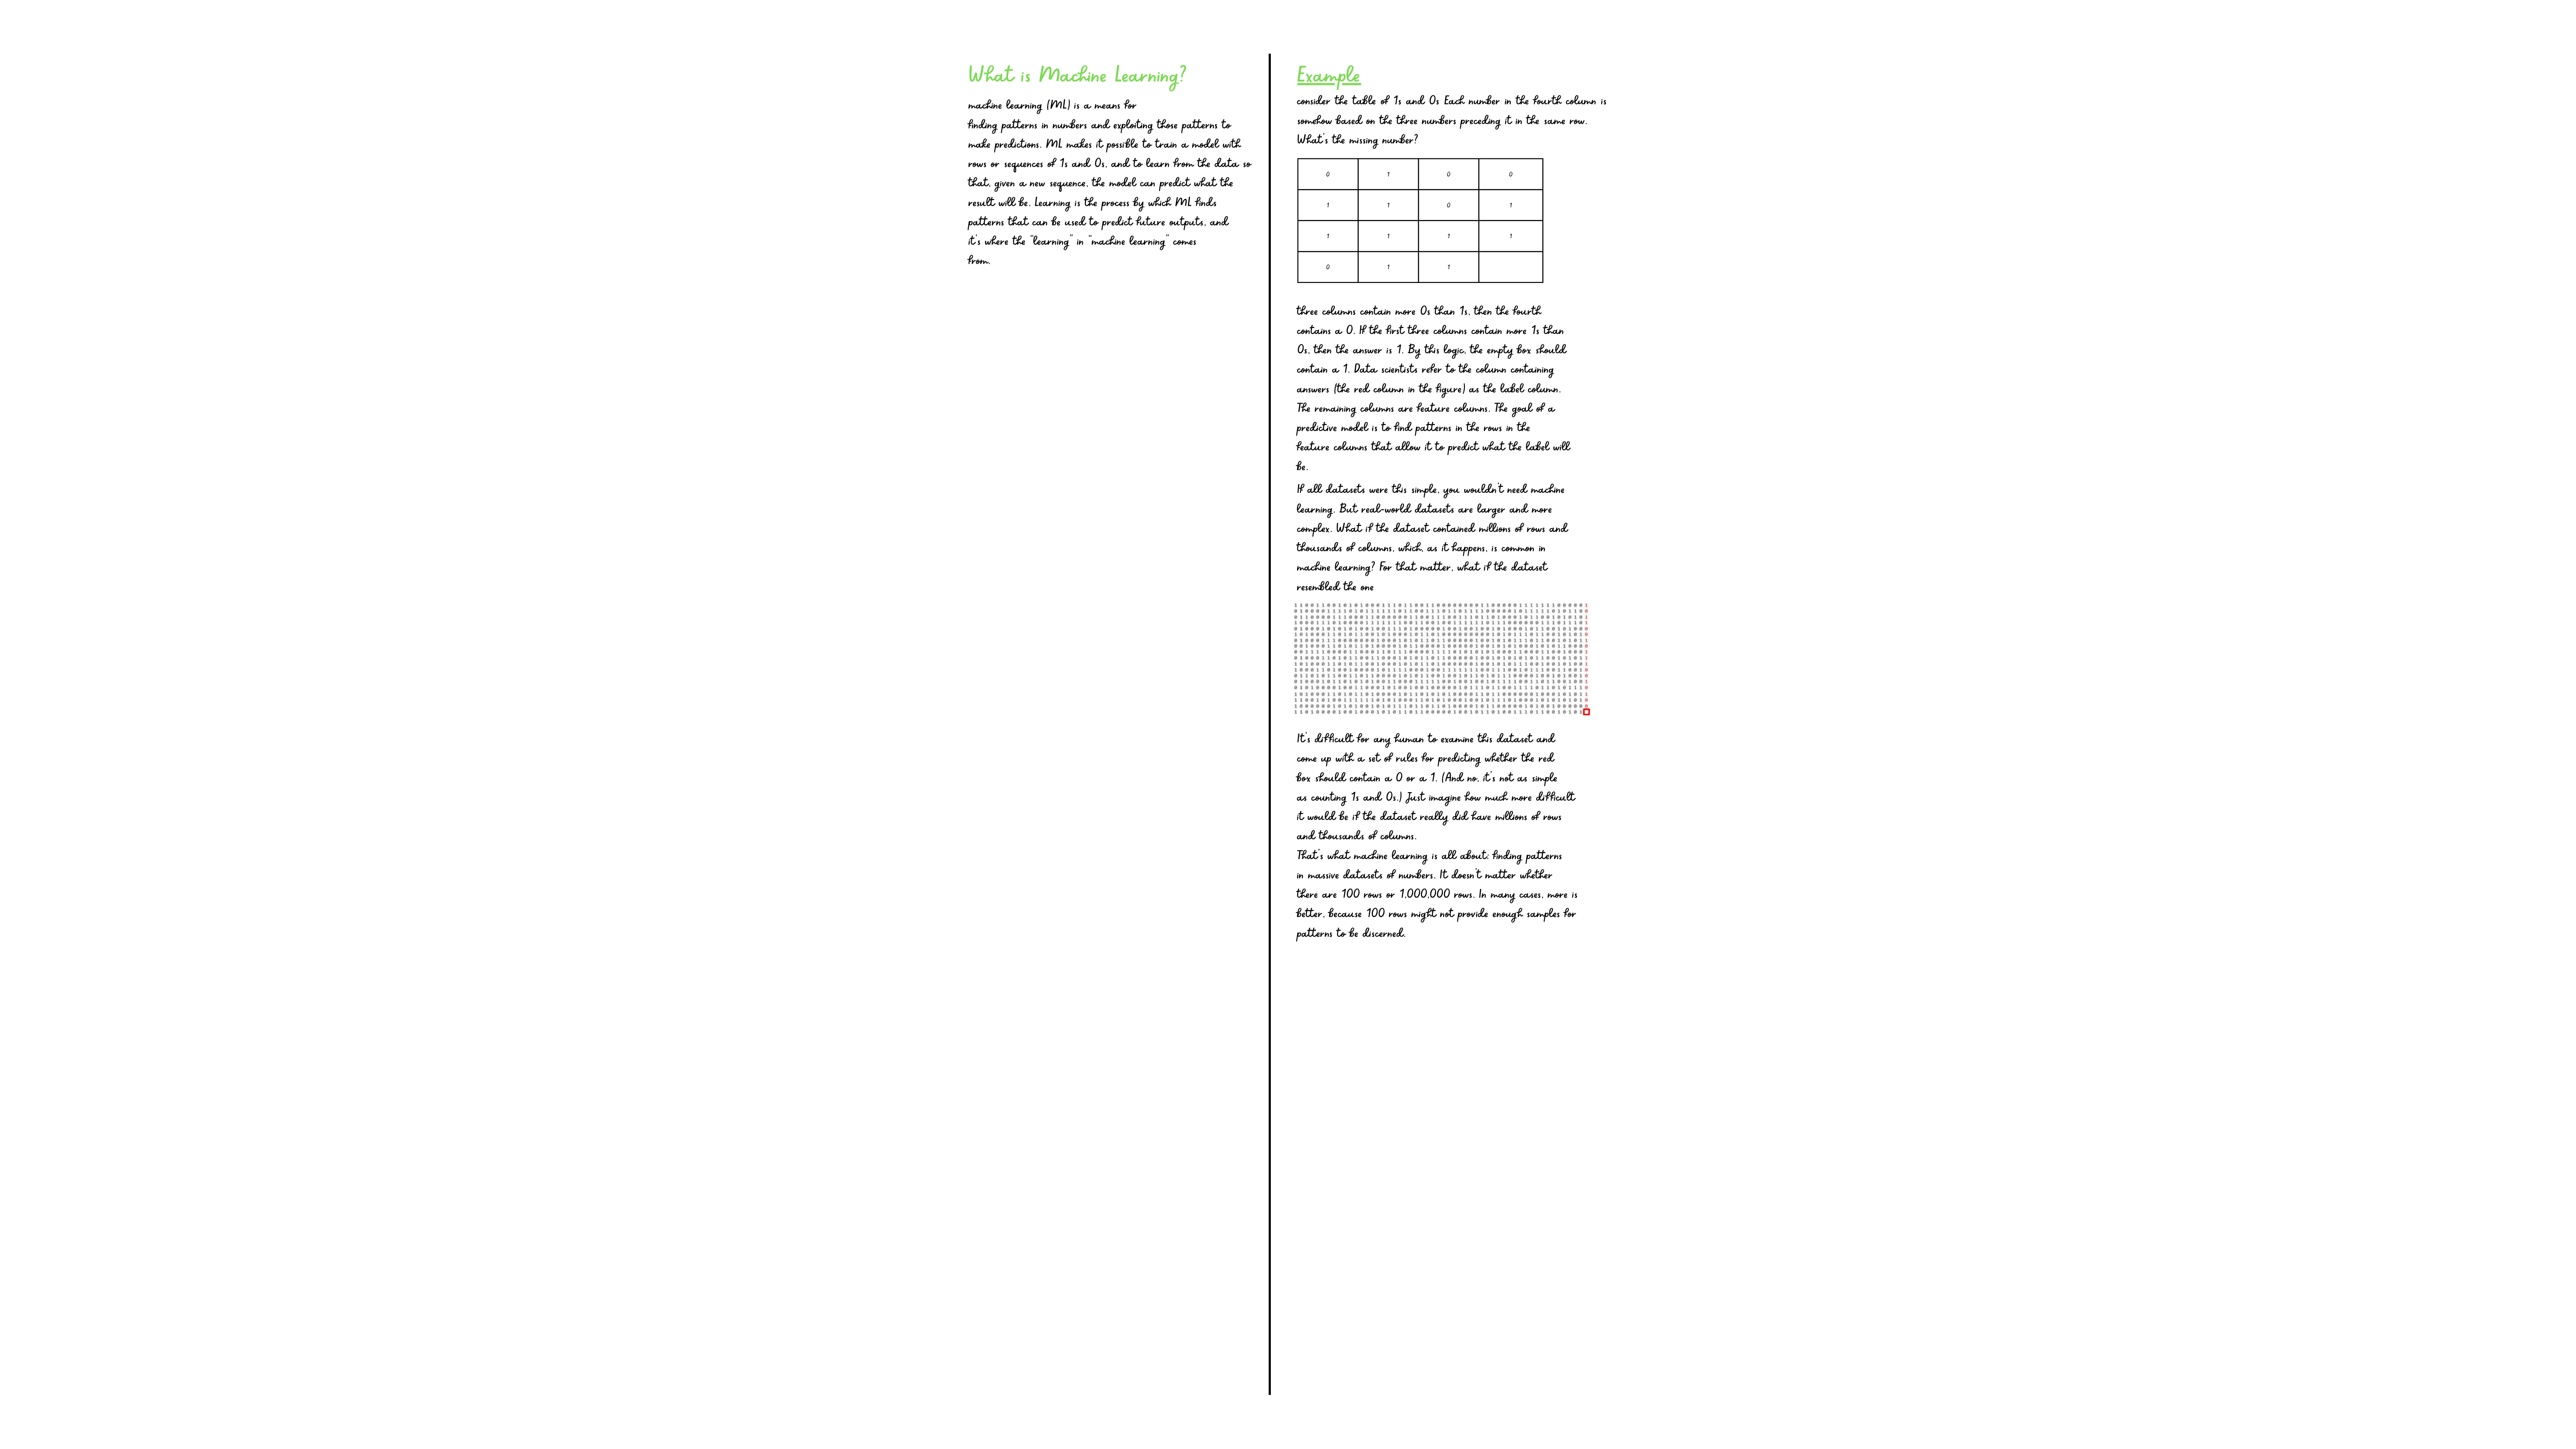 What is Machine Learning?
machine learning (ML) is a means for
finding patterns in numbers and exploiting those patterns to
make predictions. ML makes it possible to train a model with
rows or sequences of 1s and 0s, and to learn from the data so
that, given a new sequence, the model can predict what the
result will be. Learning is the process by which ML finds
patterns that can be used to predict future outputs, and
it's where the "learning" in "machine learning" comes
from.
Example
consider the table of 1s and 0s Each number in the fourth column is
somehow based on the three numbers preceding it in the same row.
What's the missing number?
0 1 0 0
1 1 0 1
1 1 1 1
0 1 1
three columns contain more 0s than 1s, then the fourth
contains a 0. If the first three columns contain more 1s than
0s, then the answer is 1. By this logic, the empty box should
contain a 1. Data scientists refer to the column containing
answers (the red column in the figure) as the label column.
The remaining columns are feature columns. The goal of a
predictive model is to find patterns in the rows in the
feature columns that allow it to predict what the label will
be.
If all datasets were this simple, you wouldn't need machine
learning. But real-world datasets are larger and more
complex. What if the dataset contained millions of rows and
thousands of columns, which, as it happens, is common in
machine learning? For that matter, what if the dataset
resembled the one
It's difficult for any human to examine this dataset and
come up with a set of rules for predicting whether the red
box should contain a 0 or a 1. (And no, it's not as simple
as counting 1s and 0s.) Just imagine how much more difficult
it would be if the dataset really did have millions of rows
and thousands of columns.
That's what machine learning is all about: finding patterns
in massive datasets of numbers. It doesn't matter whether
there are 100 rows or 1,000,000 rows. In many cases, more is
better, because 100 rows might not provide enough samples for
patterns to be discerned.